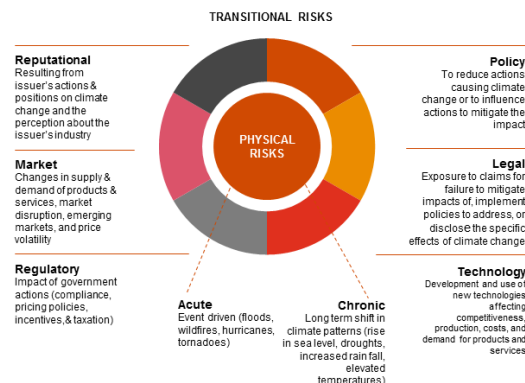 TRANSITIONAL RISKS
Reputational
Resulting from
issuer's actions &
positions on climate
change and the
perception about the
issuer's industry
Market
Changes in supply &
demand of products &
services, market
disruption, emerging
markets, and price
volatility
Regulatory
Impact of government
actions (compliance,
pricing policies,
incentives,& taxation)
PHYSICAL
RISKS
Policy
To reduce actions
causing climate
change or to influence
actions to mitigate the
impact
Legal
Exposure to claims for
failure to mitigate
impacts of, implement
policies to address, or
disclose the specific
effects of climate change
Technology
Development and use of
new technologies
affecting
competitiveness,
production, costs, and
demand for products and
services
Acute
Event driven (floods,
wildfires, hurricanes,
tornadoes)
Chronic
Long term shift in
climate patterns (rise
in sea level, droughts,
increased rain fall,
elevated
temperatures)